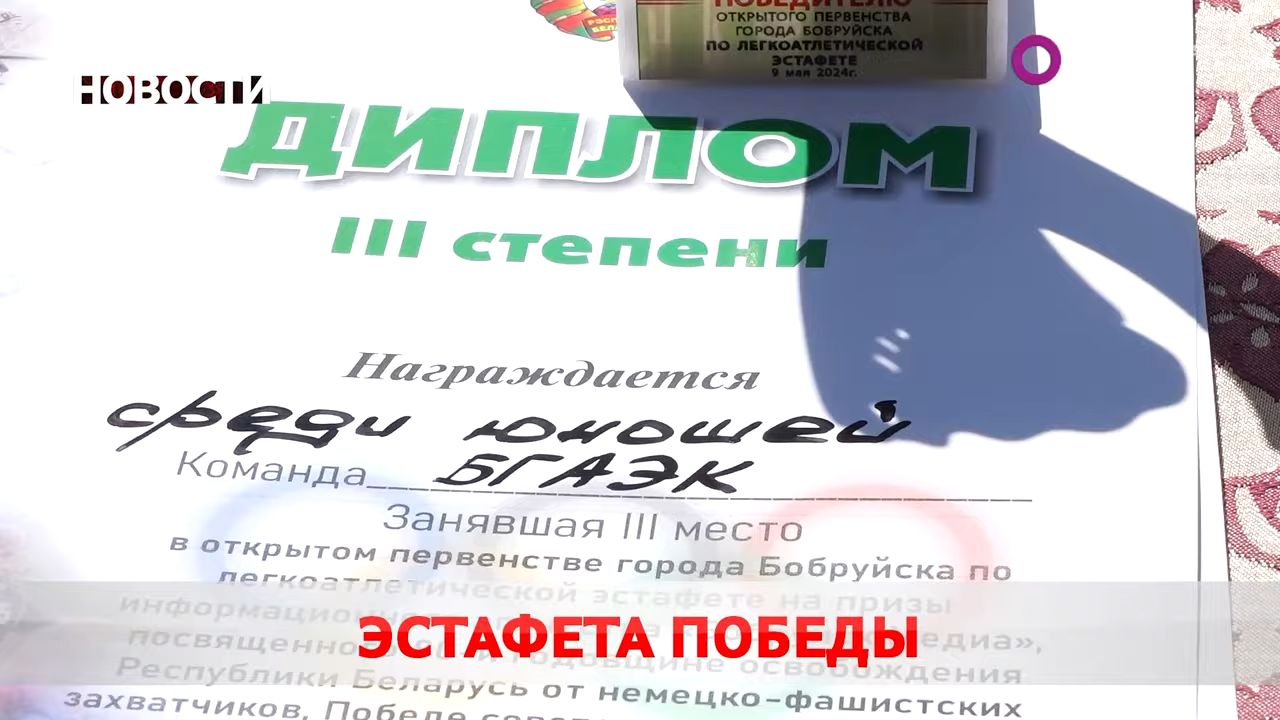 ПОБЕДИТЕЛЮ
ОТКРЫТОГО ПЕРВЕНСТВА
ГОРОДА БОБРУЙСКА
ПО ЛЕГКОАТЛЕТИЧЕСКОЙ
ЭСТАФЕТЕ
9 мая 2024г.
НОВОСТИ
ДИПЛОМ
III степени
Награждается
среди юношей
Команда БГАЭК
Занявшая III место
в открытом первенстве города Бобруйска по
легкоатлетической эстафете на призы
ЭСТАФЕТА ПОБЕДЫ
посвященно годовщине освобождения
Республики Беларусь от немецко-фашистских
захватчиков, Победе